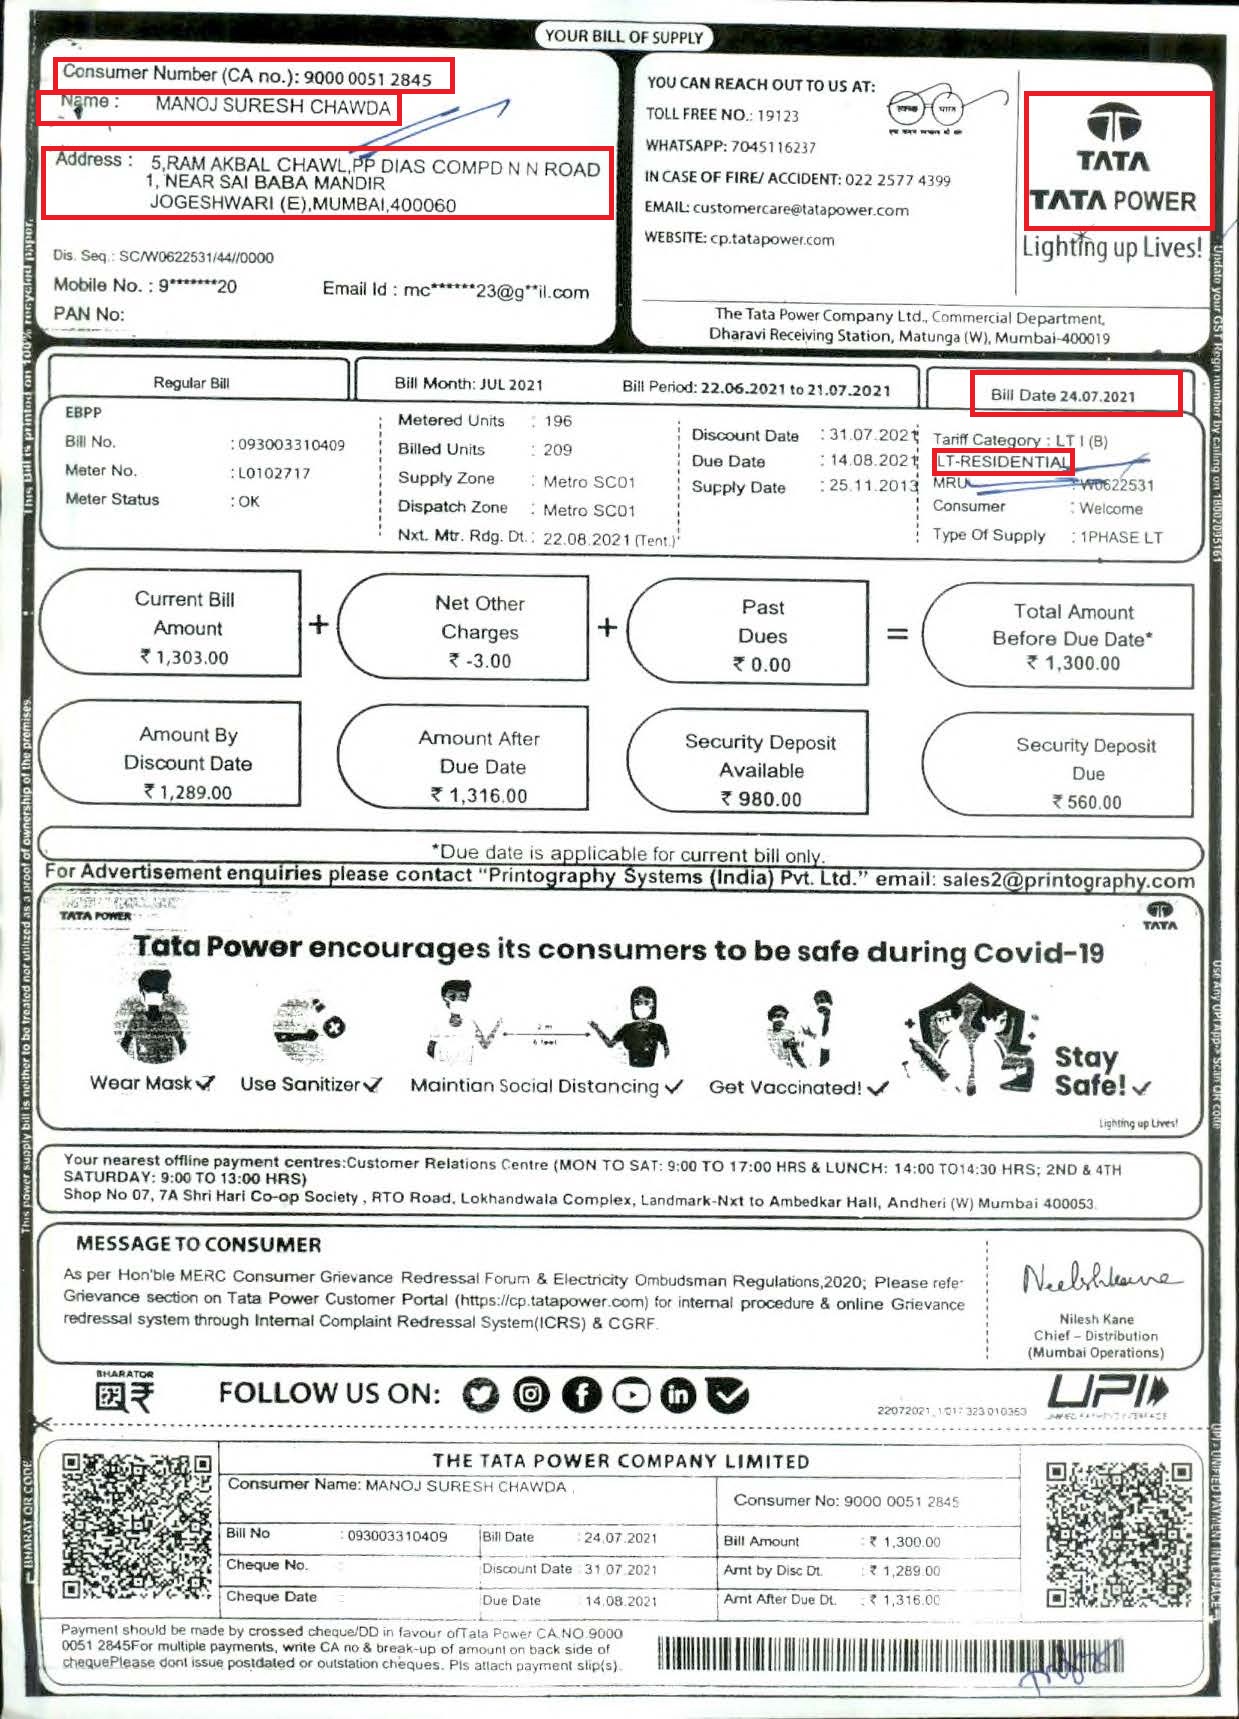 YOUR BILL OF SUPPLY
Consumer Number (CA no.): 9000 0051 2845
Name : MANOJ SURESH CHAWDA
Address : 5,RAM AKBAL CHAWL,PP DIAS COMPD N N ROAD
1, NEAR SAI BABA MANDIR
JOGESHWARI (E),MUMBAI,400060
Dis. Seq.: SC/W0622531/44//0000
Mobile No. : 9*******20 Email Id : mc******23@g**il.com
PAN No:
YOU CAN REACH OUT TO US AT:
TOLL FREE NO.: 19123
WHATSAPP: 7045116237
IN CASE OF FIRE/ ACCIDENT: 022 2577 4399
EMAIL: customercare@tatapower.com
WEBSITE: cp.tatapower.com
स्वच्छ भारत
एक कदम स्वच्छता की ओर
TATA
TATA POWER
Lighting up Lives!
The Tata Power Company Ltd., Commercial Department,
Dharavi Receiving Station, Matunga (W), Mumbai-400019
This Bill is printed on 100% recycled paper.
Update your GST Regn number by calling on 18002095161
Regular Bill
Bill Month: JUL 2021 Bill Period: 22.06.2021 to 21.07.2021
Bill Date 24.07.2021
EBPP
Bill No. : 093003310409
Meter No. : L0102717
Meter Status : OK
Metered Units : 196
Billed Units : 209
Supply Zone : Metro SC01
Dispatch Zone : Metro SC01
Nxt. Mtr. Rdg. Dt.: 22.08.2021 (Tent.)
Discount Date : 31.07.2021
Due Date : 14.08.2021
Supply Date : 25.11.2013
Tariff Category : LT I (B)
LT-RESIDENTIAL
MRU : W0622531
Consumer : Welcome
Type Of Supply : 1PHASE LT
Current Bill
Amount
₹ 1,303.00
+
Net Other
Charges
₹ -3.00
+
Past
Dues
₹ 0.00
=
Total Amount
Before Due Date*
₹ 1,300.00
Amount By
Discount Date
₹ 1,289.00
Amount After
Due Date
₹ 1,316.00
Security Deposit
Available
₹ 980.00
Security Deposit
Due
₹ 560.00
This power supply bill is neither to be treated nor utilized as a proof of ownership of the premises.
*Due date is applicable for current bill only.
For Advertisement enquiries please contact “Printography Systems (India) Pvt. Ltd.” email: sales2@printography.com
TATA POWER
TATA
Tata Power encourages its consumers to be safe during Covid-19
2 m
6 feet
Wear Mask Use Sanitizer Maintian Social Distancing Get Vaccinated!
Stay
Safe!
Lighting up Lives!
Use Any UPI App - Scan QR code
Your nearest offline payment centres:Customer Relations Centre (MON TO SAT: 9:00 TO 17:00 HRS & LUNCH: 14:00 TO14:30 HRS; 2ND & 4TH
SATURDAY: 9:00 TO 13:00 HRS)
Shop No 07, 7A Shri Hari Co-op Society , RTO Road, Lokhandwala Complex, Landmark-Nxt to Ambedkar Hall, Andheri (W) Mumbai 400053.
MESSAGE TO CONSUMER
As per Hon'ble MERC Consumer Grievance Redressal Forum & Electricity Ombudsman Regulations,2020; Please refer
Grievance section on Tata Power Customer Portal (https://cp.tatapower.com) for internal procedure & online Grievance
redressal system through Internal Complaint Redressal System(ICRS) & CGRF.
Nilesh Kane
Chief – Distribution
(Mumbai Operations)
BHARATQR
FOLLOW US ON:
UPI
UNIFIED PAYMENTS INTERFACE
BHARAT QR CODE
UPI - UNIFIED PAYMENT INTERFACE
THE TATA POWER COMPANY LIMITED
Consumer Name: MANOJ SURESH CHAWDA
Consumer No: 9000 0051 2845
Bill No : 093003310409 Bill Date : 24.07.2021 Bill Amount : ₹ 1,300.00
Cheque No. : Discount Date : 31.07.2021 Amt by Disc Dt. : ₹ 1,289.00
Cheque Date : Due Date : 14.08.2021 Amt After Due Dt. : ₹ 1,316.00
Payment should be made by crossed cheque/DD in favour ofTata Power CA.NO.9000
0051 2845For multiple payments, write CA no & break-up of amount on back side of
chequePlease dont issue postdated or outstation cheques. Pls attach payment slip(s).